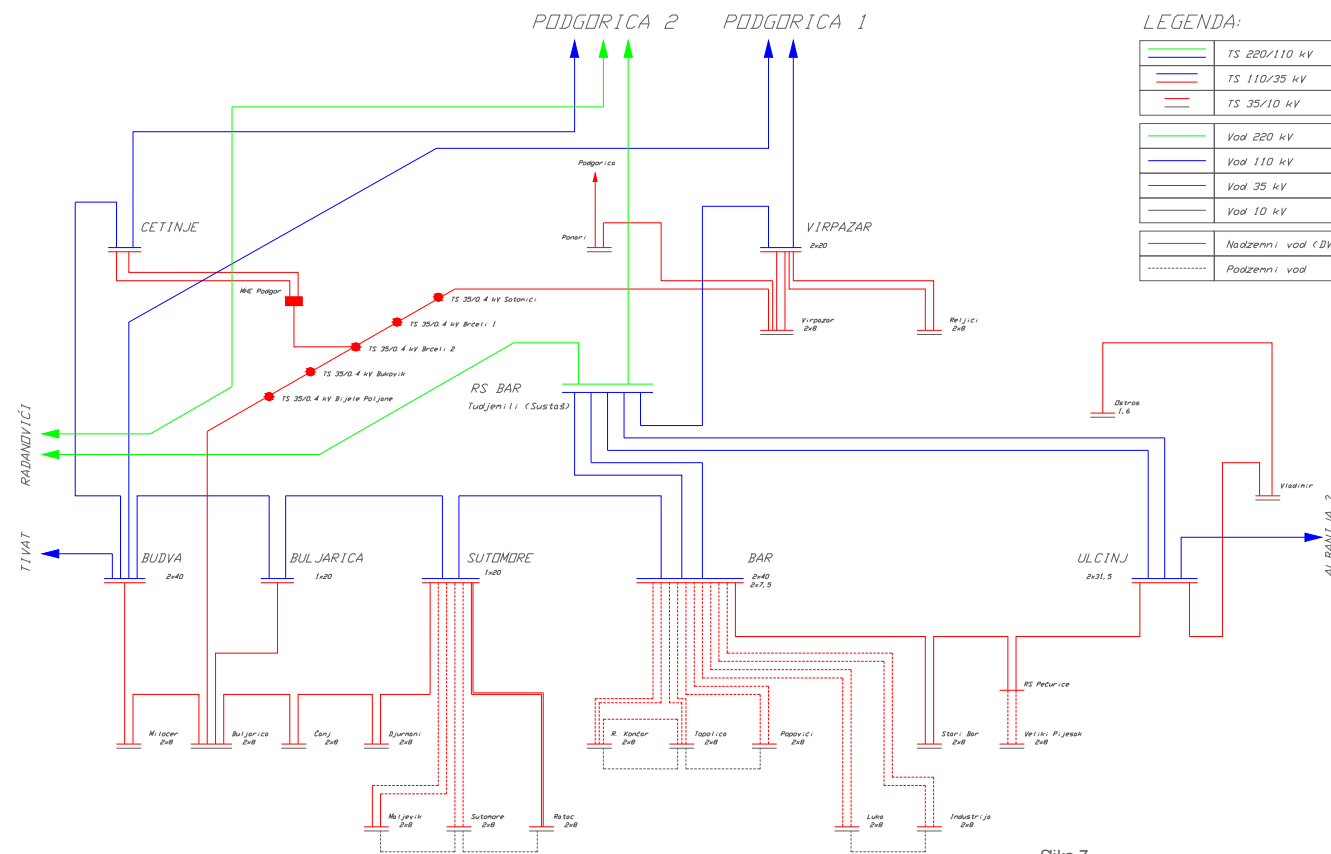 PODGORICA 2
PODGORICA 1
LEGENDA:
TS 220/110 kV
TS 110/35 kV
TS 35/10 kV
Vod 220 kV
Vod 110 kV
Vod 35 kV
Vod 10 kV
Nadzemni vod (DV
Podzemni vod
Podgorica
CETINJE
Ponari
VIRPAZAR
2x20
MHE Podgor
TS 35/0.4 kV Sotonići
TS 35/0.4 kV Brčeli 1
TS 35/0.4 kV Brčeli 2
TS 35/0.4 kV Bukovik
TS 35/0.4 kV Bijele Poljane
Virpazar
2x8
Reljići
2x8
RS BAR
Tudjemili (Sustaš)
Ostros
1,6
RADANOVIĆI
Vladimir
TIVAT
ALBANIJA 2
BUDVA
2x40
BULJARICA
1x20
SUTOMORE
1x20
BAR
2x40
2x7,5
ULCINJ
2x31,5
RS Pečurice
Miločer
2x8
Buljarica
2x8
Čanj
2x8
Djurmani
2x8
R. Končar
2x8
Topolica
2x8
Popovići
2x8
Stari Bar
2x8
Veliki Pijesak
2x8
Maljevik
2x8
Sutomore
2x8
Ratac
2x8
Luka
2x8
Industrija
2x8